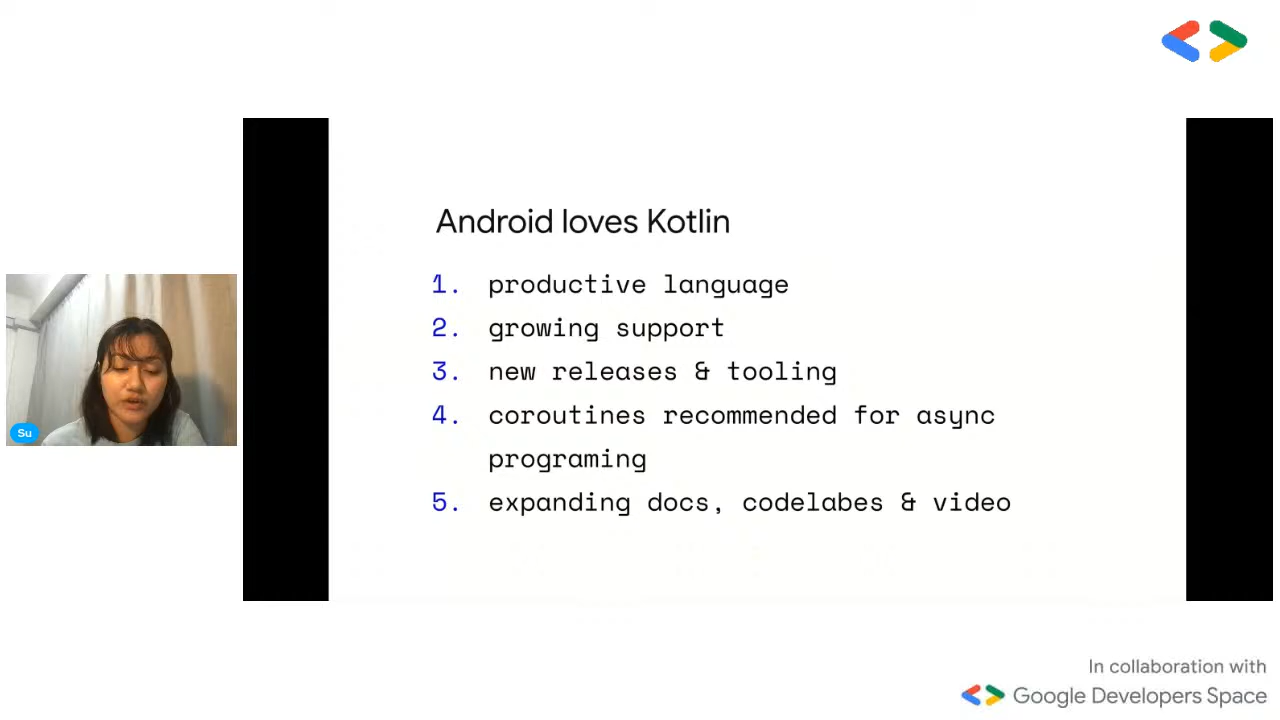 Android loves Kotlin
1. productive language
2. growing support
3. new releases & tooling
4. coroutines recommended for async
programing
5. expanding docs, codelabes & video
Su
In collaboration with
Google Developers Space